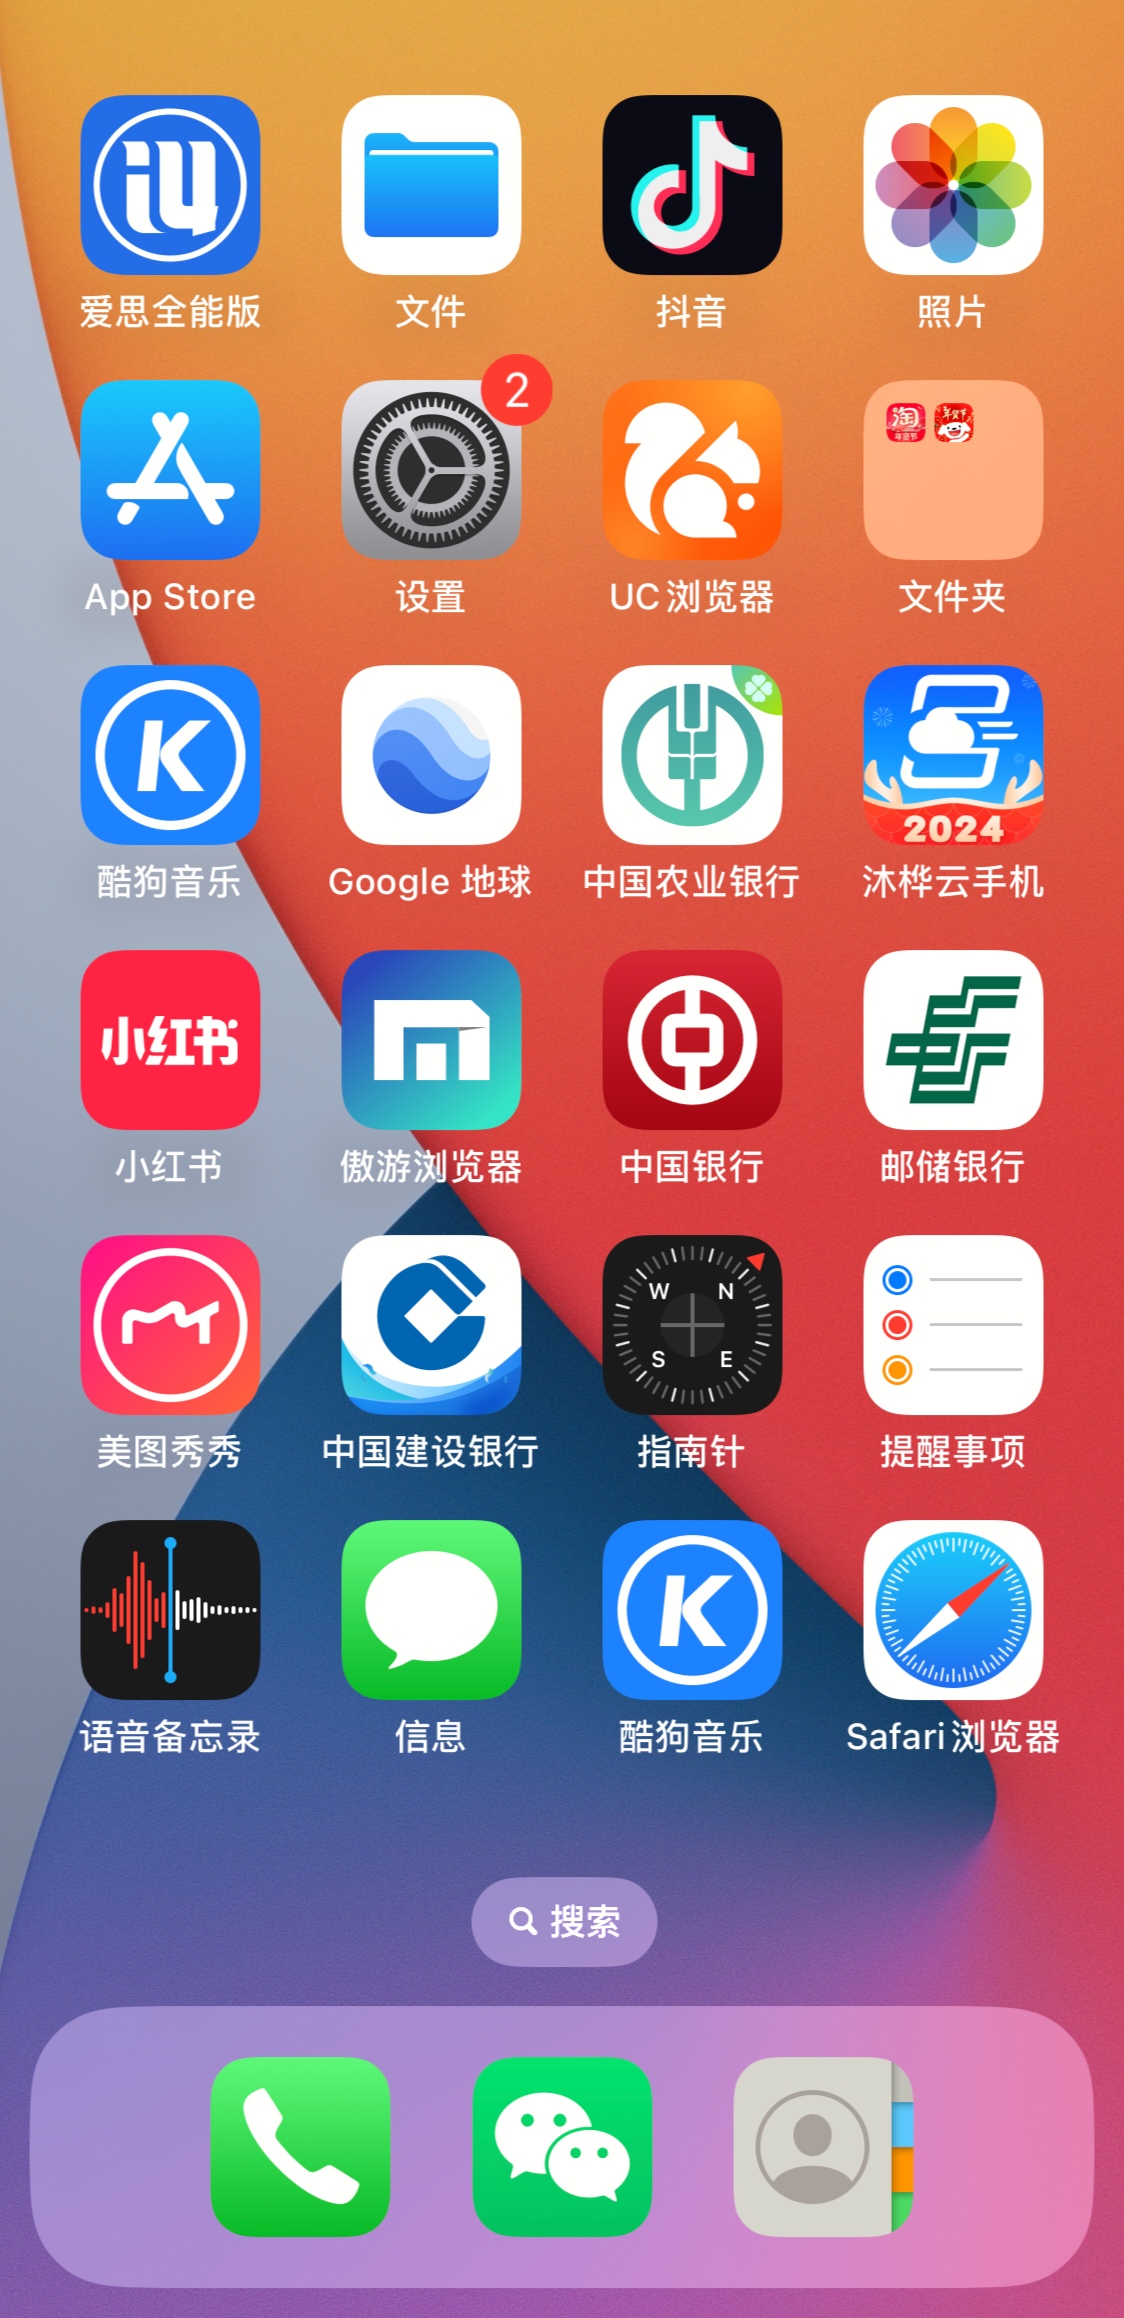 爱思全能版
文件
抖音
照片
2
淘
年货节
年货节
App Store
设置
UC浏览器
文件夹
K
2024
酷狗音乐
Google 地球
中国农业银行
沐桦云手机
小红书
小红书
傲游浏览器
中国银行
邮储银行
W N
S E
美图秀秀
中国建设银行
指南针
提醒事项
K
语音备忘录
信息
酷狗音乐
Safari浏览器
搜索